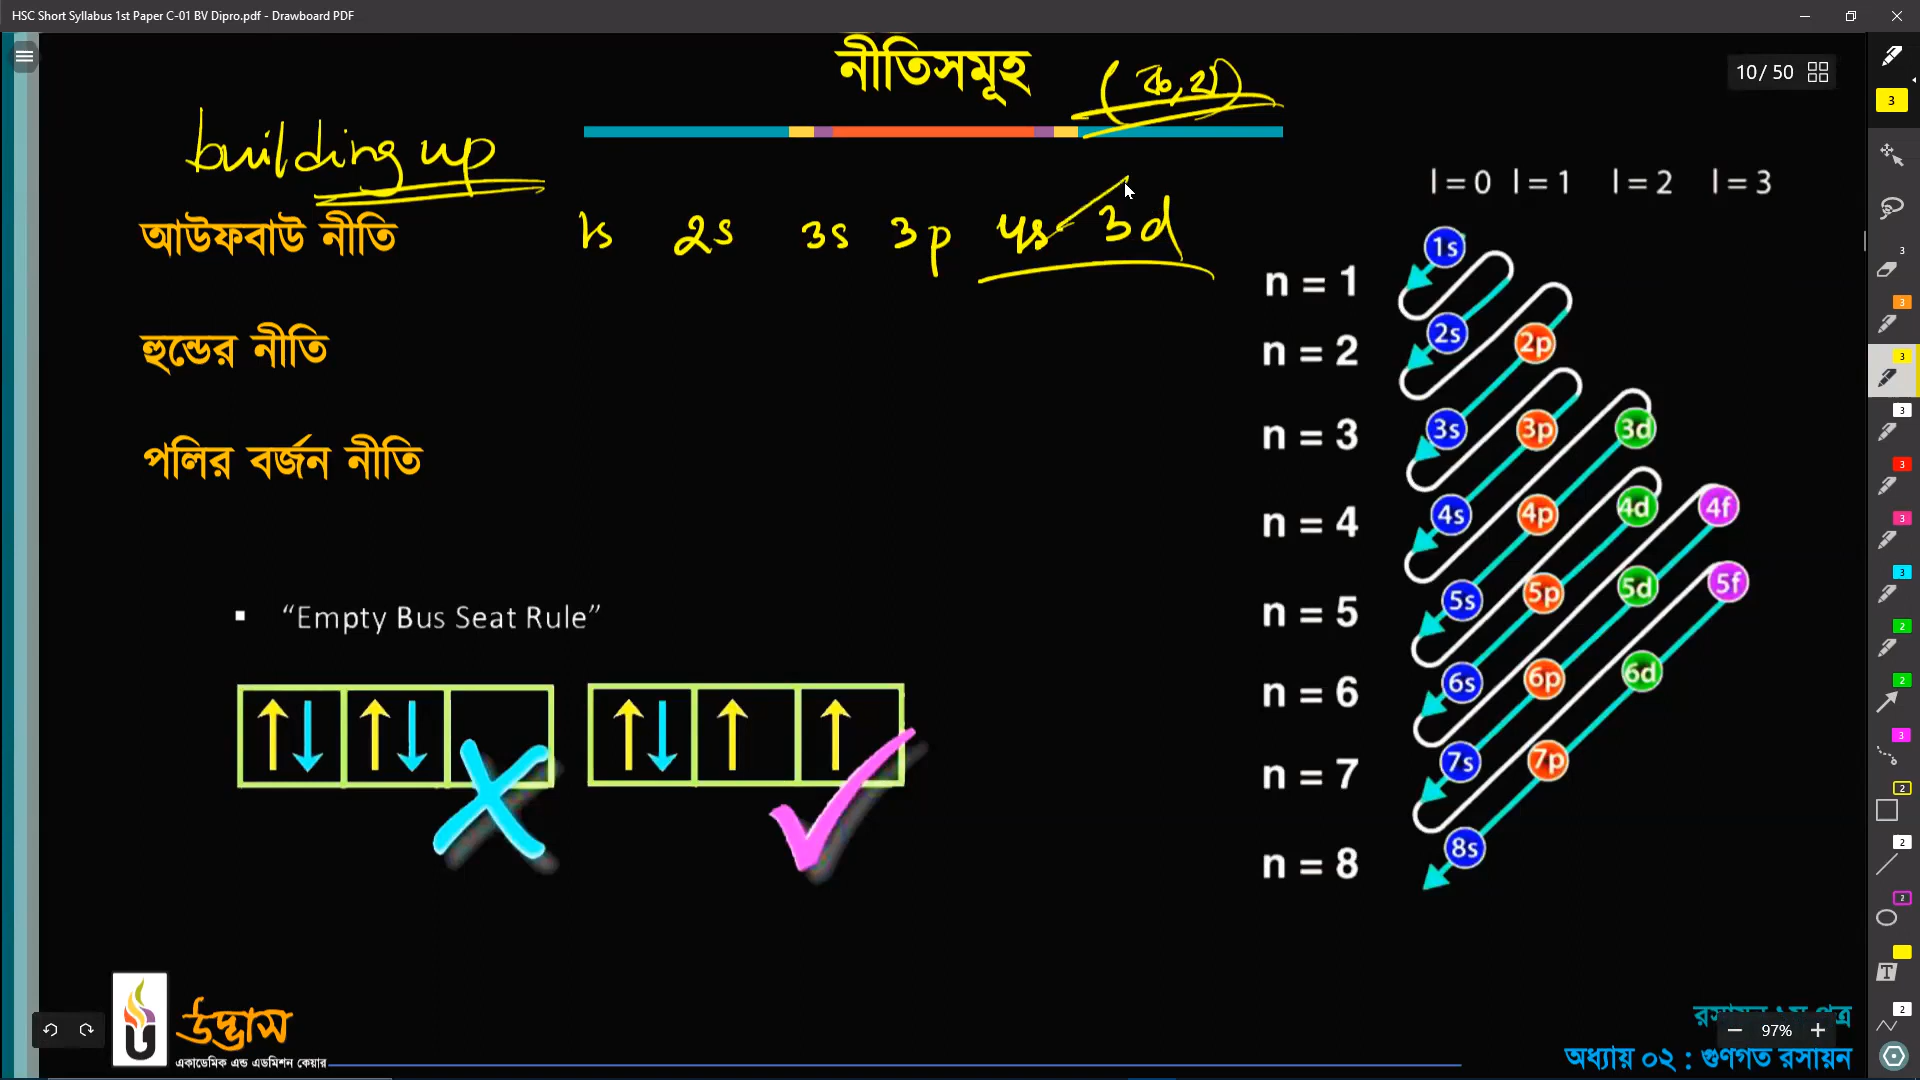 HSC Short Syllabus 1st Paper C-01 BV Dipro.pdf - Drawboard PDF
নীতিসমূহ (ক,খ)
10 / 50
building up
l = 0 l = 1 l = 2 l = 3
আউফবাউ নীতি 1s 2s 3s 3p 4s 3d
1s
n = 1
2s 2p
n = 2
হুন্ডের নীতি
3s 3p 3d
n = 3
পলির বর্জন নীতি
4s 4p 4d 4f
n = 4
5s 5p 5d 5f
n = 5
"Empty Bus Seat Rule"
6s 6p 6d
n = 6
7s 7p
n = 7
8s
n = 8
উদ্ভাস
একাডেমিক এন্ড এডমিশন কেয়ার
97%
অধ্যায় ০২ : গুণগত রসায়ন